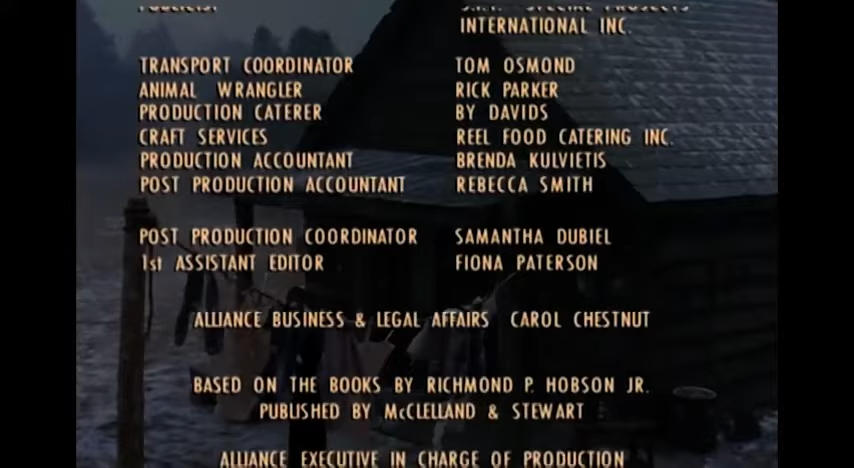 PUBLICIST S.P.I. SPECIAL PROJECTS
INTERNATIONAL INC.
TRANSPORT COORDINATOR TOM OSMOND
ANIMAL WRANGLER RICK PARKER
PRODUCTION CATERER BY DAVIDS
CRAFT SERVICES REEL FOOD CATERING INC.
PRODUCTION ACCOUNTANT BRENDA KULVIETIS
POST PRODUCTION ACCOUNTANT REBECCA SMITH
POST PRODUCTION COORDINATOR SAMANTHA DUBIEL
1st ASSISTANT EDITOR FIONA PATERSON
ALLIANCE BUSINESS & LEGAL AFFAIRS CAROL CHESTNUT
BASED ON THE BOOKS BY RICHMOND P. HOBSON JR.
PUBLISHED BY McCLELLAND & STEWART
ALLIANCE EXECUTIVE IN CHARGE OF PRODUCTION